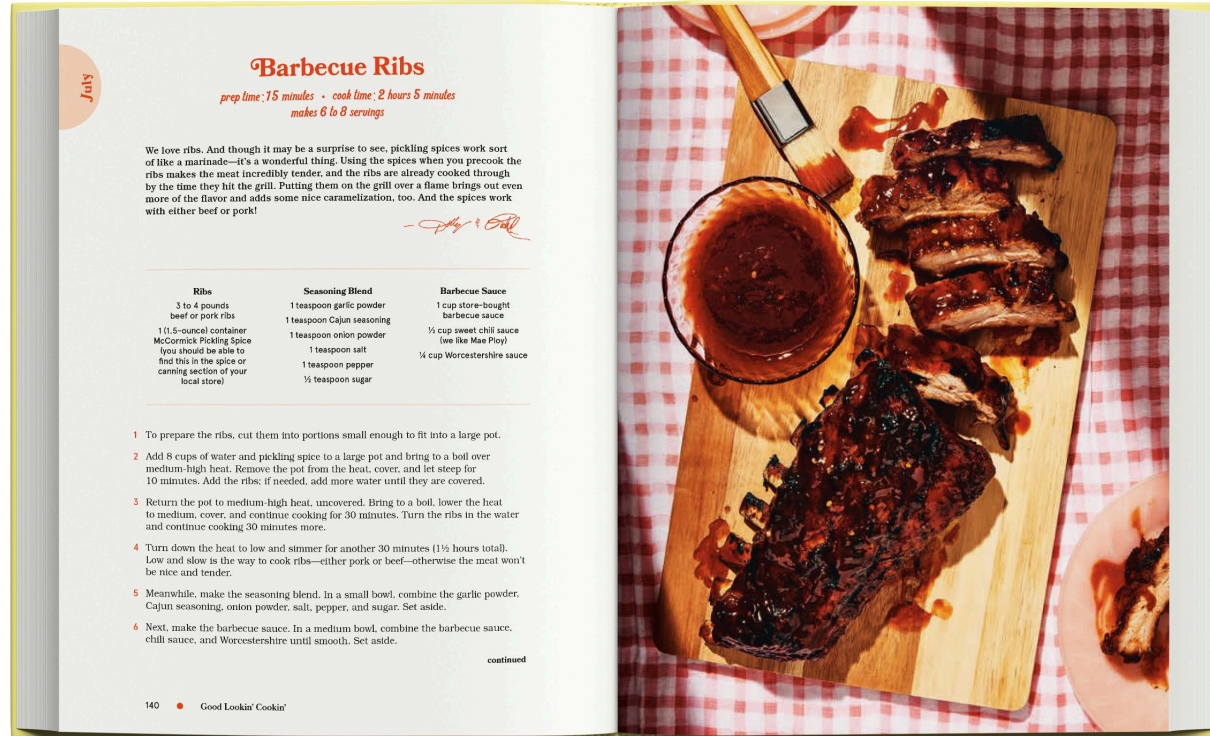 July
Barbecue Ribs
prep time: 15 minutes • cook time: 2 hours 5 minutes
makes 6 to 8 servings
We love ribs. And though it may be a surprise to see, pickling spices work sort
of like a marinade—it's a wonderful thing. Using the spices when you precook the
ribs makes the meat incredibly tender, and the ribs are already cooked through
by the time they hit the grill. Putting them on the grill over a flame brings out even
more of the flavor and adds some nice caramelization, too. And the spices work
with either beef or pork!
Ribs
3 to 4 pounds
beef or pork ribs
1 (1.5-ounce) container
McCormick Pickling Spice
(you should be able to
find this in the spice or
canning section of your
local store)
Seasoning Blend
1 teaspoon garlic powder
1 teaspoon Cajun seasoning
1 teaspoon onion powder
1 teaspoon salt
1 teaspoon pepper
½ teaspoon sugar
Barbecue Sauce
1 cup store-bought
barbecue sauce
½ cup sweet chili sauce
(we like Mae Ploy)
¼ cup Worcestershire sauce
1 To prepare the ribs, cut them into portions small enough to fit into a large pot.
2 Add 8 cups of water and pickling spice to a large pot and bring to a boil over
medium-high heat. Remove the pot from the heat, cover, and let steep for
10 minutes. Add the ribs; if needed, add more water until they are covered.
3 Return the pot to medium-high heat, uncovered. Bring to a boil, lower the heat
to medium, cover, and continue cooking for 30 minutes. Turn the ribs in the water
and continue cooking 30 minutes more.
4 Turn down the heat to low and simmer for another 30 minutes (1½ hours total).
Low and slow is the way to cook ribs—either pork or beef—otherwise the meat won't
be nice and tender.
5 Meanwhile, make the seasoning blend. In a small bowl, combine the garlic powder,
Cajun seasoning, onion powder, salt, pepper, and sugar. Set aside.
6 Next, make the barbecue sauce. In a medium bowl, combine the barbecue sauce,
chili sauce, and Worcestershire until smooth. Set aside.
continued
140 • Good Lookin' Cookin'